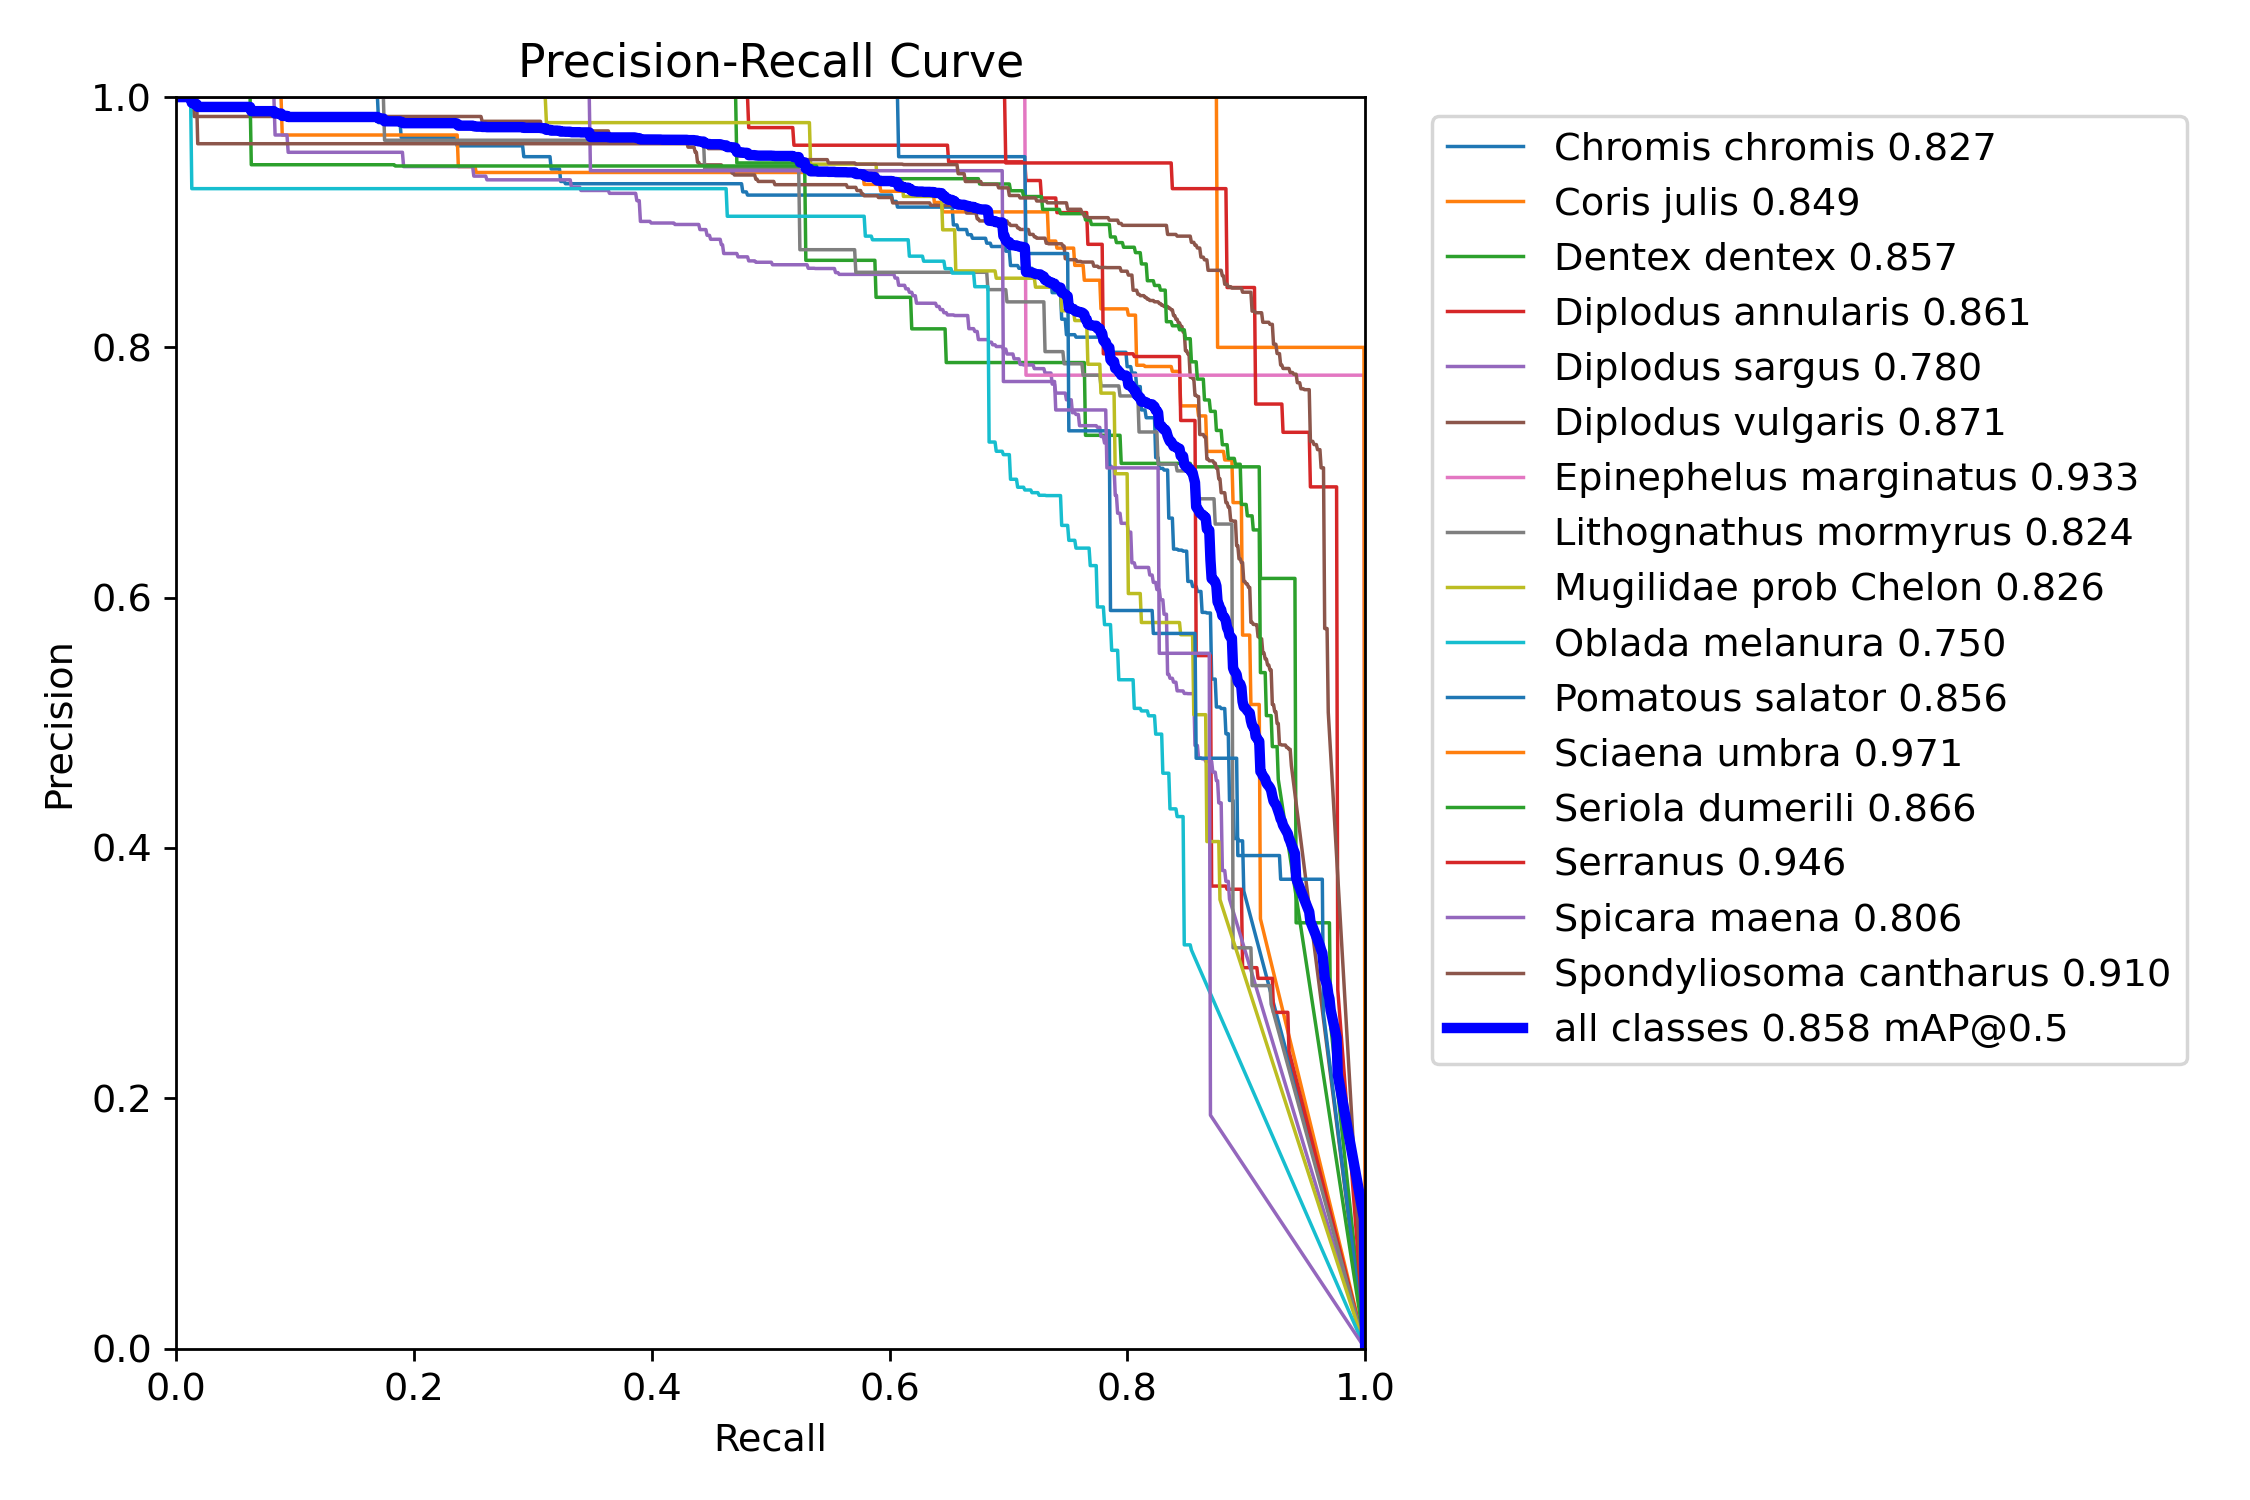 Precision-Recall Curve
1.0
0.8
0.6
0.4
0.2
0.0
Precision
0.0 0.2 0.4 0.6 0.8 1.0
Recall
Chromis chromis 0.827
Coris julis 0.849
Dentex dentex 0.857
Diplodus annularis 0.861
Diplodus sargus 0.780
Diplodus vulgaris 0.871
Epinephelus marginatus 0.933
Lithognathus mormyrus 0.824
Mugilidae prob Chelon 0.826
Oblada melanura 0.750
Pomatous salator 0.856
Sciaena umbra 0.971
Seriola dumerili 0.866
Serranus 0.946
Spicara maena 0.806
Spondyliosoma cantharus 0.910
all classes 0.858 mAP@0.5